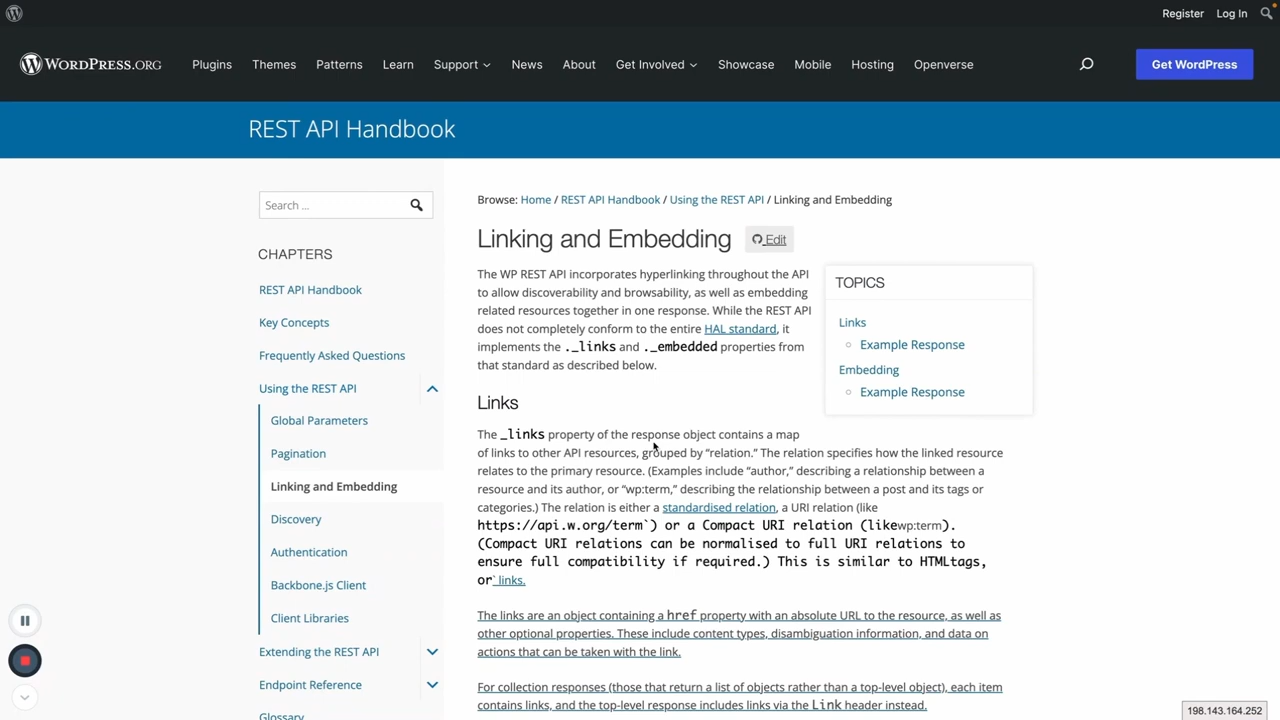 Register Log In
WORDPRESS.ORG Plugins Themes Patterns Learn Support News About Get Involved Showcase Mobile Hosting Openverse Get WordPress
REST API Handbook
Search ...
CHAPTERS
REST API Handbook
Key Concepts
Frequently Asked Questions
Using the REST API
Global Parameters
Pagination
Linking and Embedding
Discovery
Authentication
Backbone.js Client
Client Libraries
Extending the REST API
Endpoint Reference
Glossary
Browse: Home / REST API Handbook / Using the REST API / Linking and Embedding
Linking and Embedding Edit
The WP REST API incorporates hyperlinking throughout the API
to allow discoverability and browsability, as well as embedding
related resources together in one response. While the REST API
does not completely conform to the entire HAL standard, it
implements the ._links and ._embedded properties from
that standard as described below.
TOPICS
Links
Example Response
Embedding
Example Response
Links
The _links property of the response object contains a map
of links to other API resources, grouped by “relation.” The relation specifies how the linked resource
relates to the primary resource. (Examples include “author,” describing a relationship between a
resource and its author, or “wp:term,” describing the relationship between a post and its tags or
categories.) The relation is either a standardised relation, a URI relation (like
https://api.w.org/term`) or a Compact URI relation (likewp:term).
(Compact URI relations can be normalised to full URI relations to
ensure full compatibility if required.) This is similar to HTMLtags,
or` links.
The links are an object containing a href property with an absolute URL to the resource, as well as
other optional properties. These include content types, disambiguation information, and data on
actions that can be taken with the link.
For collection responses (those that return a list of objects rather than a top-level object), each item
contains links, and the top-level response includes links via the Link header instead.
198.143.164.252